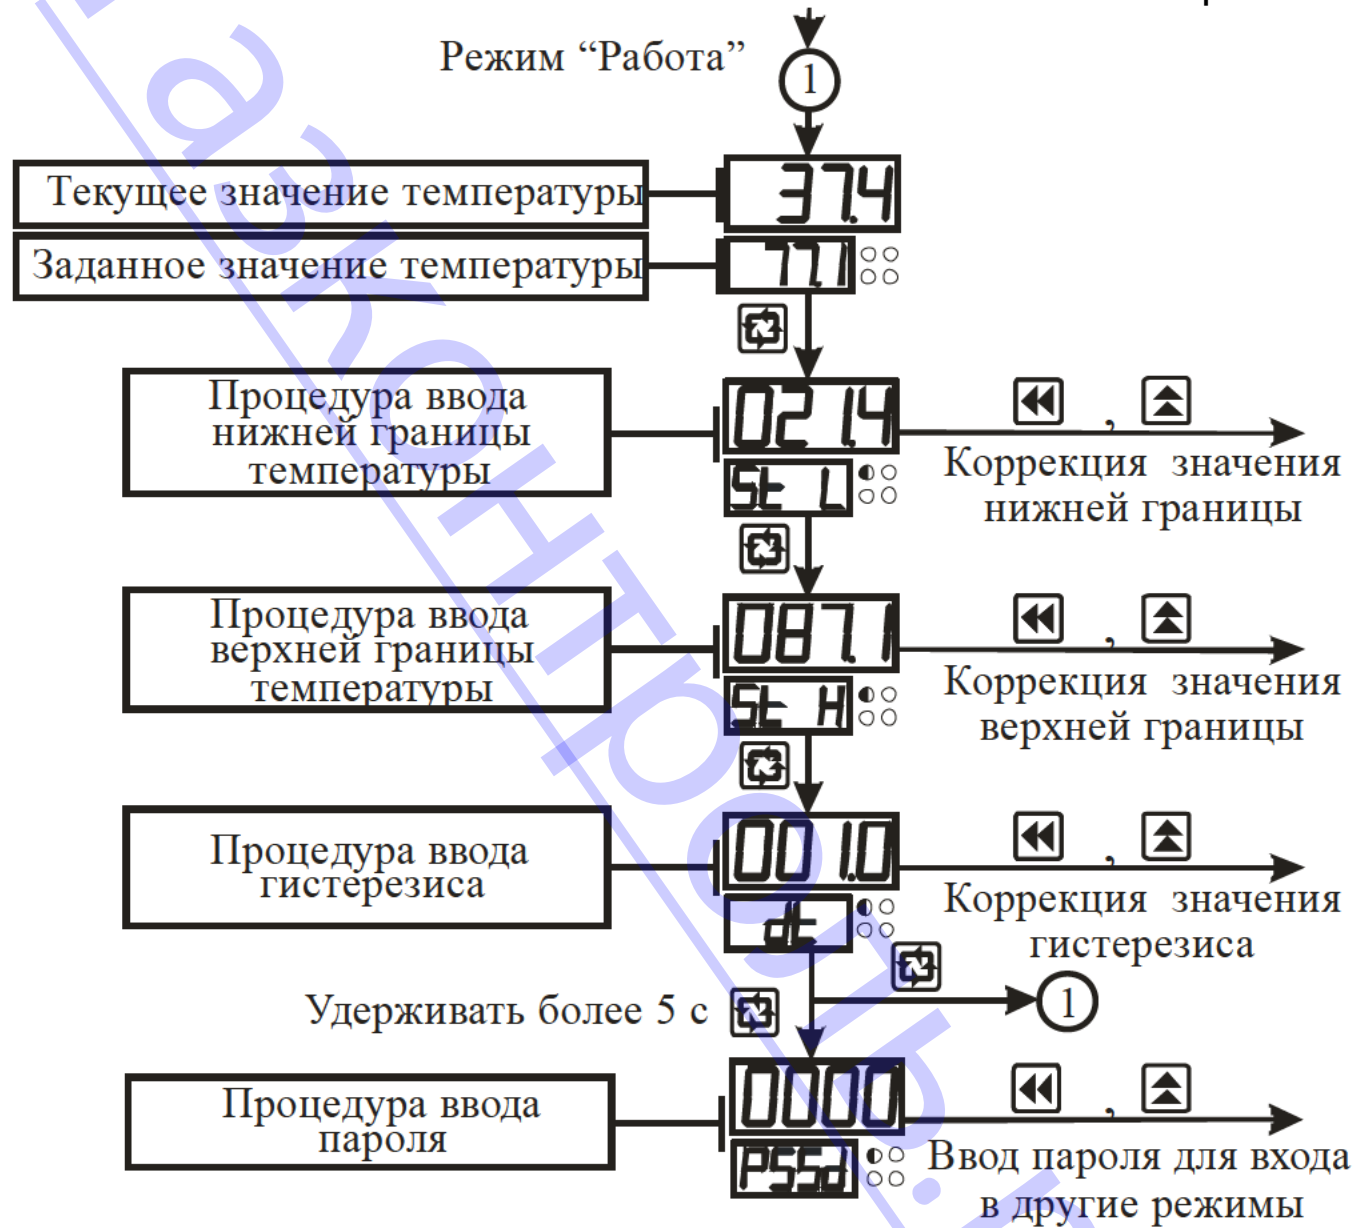 Режим “Работа”
1
Текущее значение температуры
37.4
Заданное значение температуры
77.1
Процедура ввода
нижней границы
температуры
021.4
St L
◀◀ , 
Коррекция значения
нижней границы
Процедура ввода
верхней границы
температуры
087.1
St H
,
Коррекция значения
верхней границы
Процедура ввода
гистерезиса
001.0
dt
,
Коррекция значения
гистерезиса
Удерживать более 5 с
1
Процедура ввода
пароля
0000
PSSd
,
Ввод пароля для входа
в другие режимы